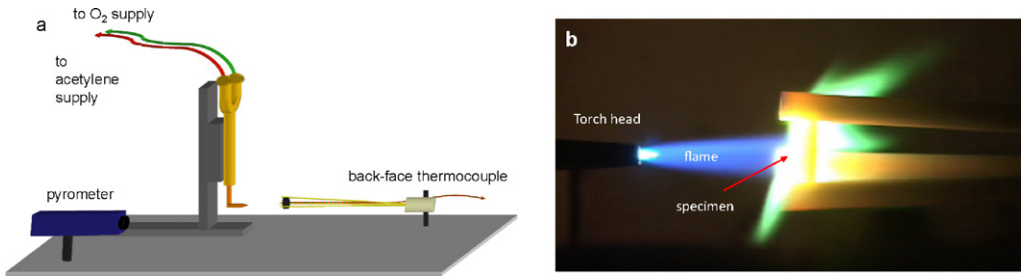 a
to O2 supply
to
acetylene
supply
pyrometer
back-face thermocouple
b
Torch head
flame
specimen